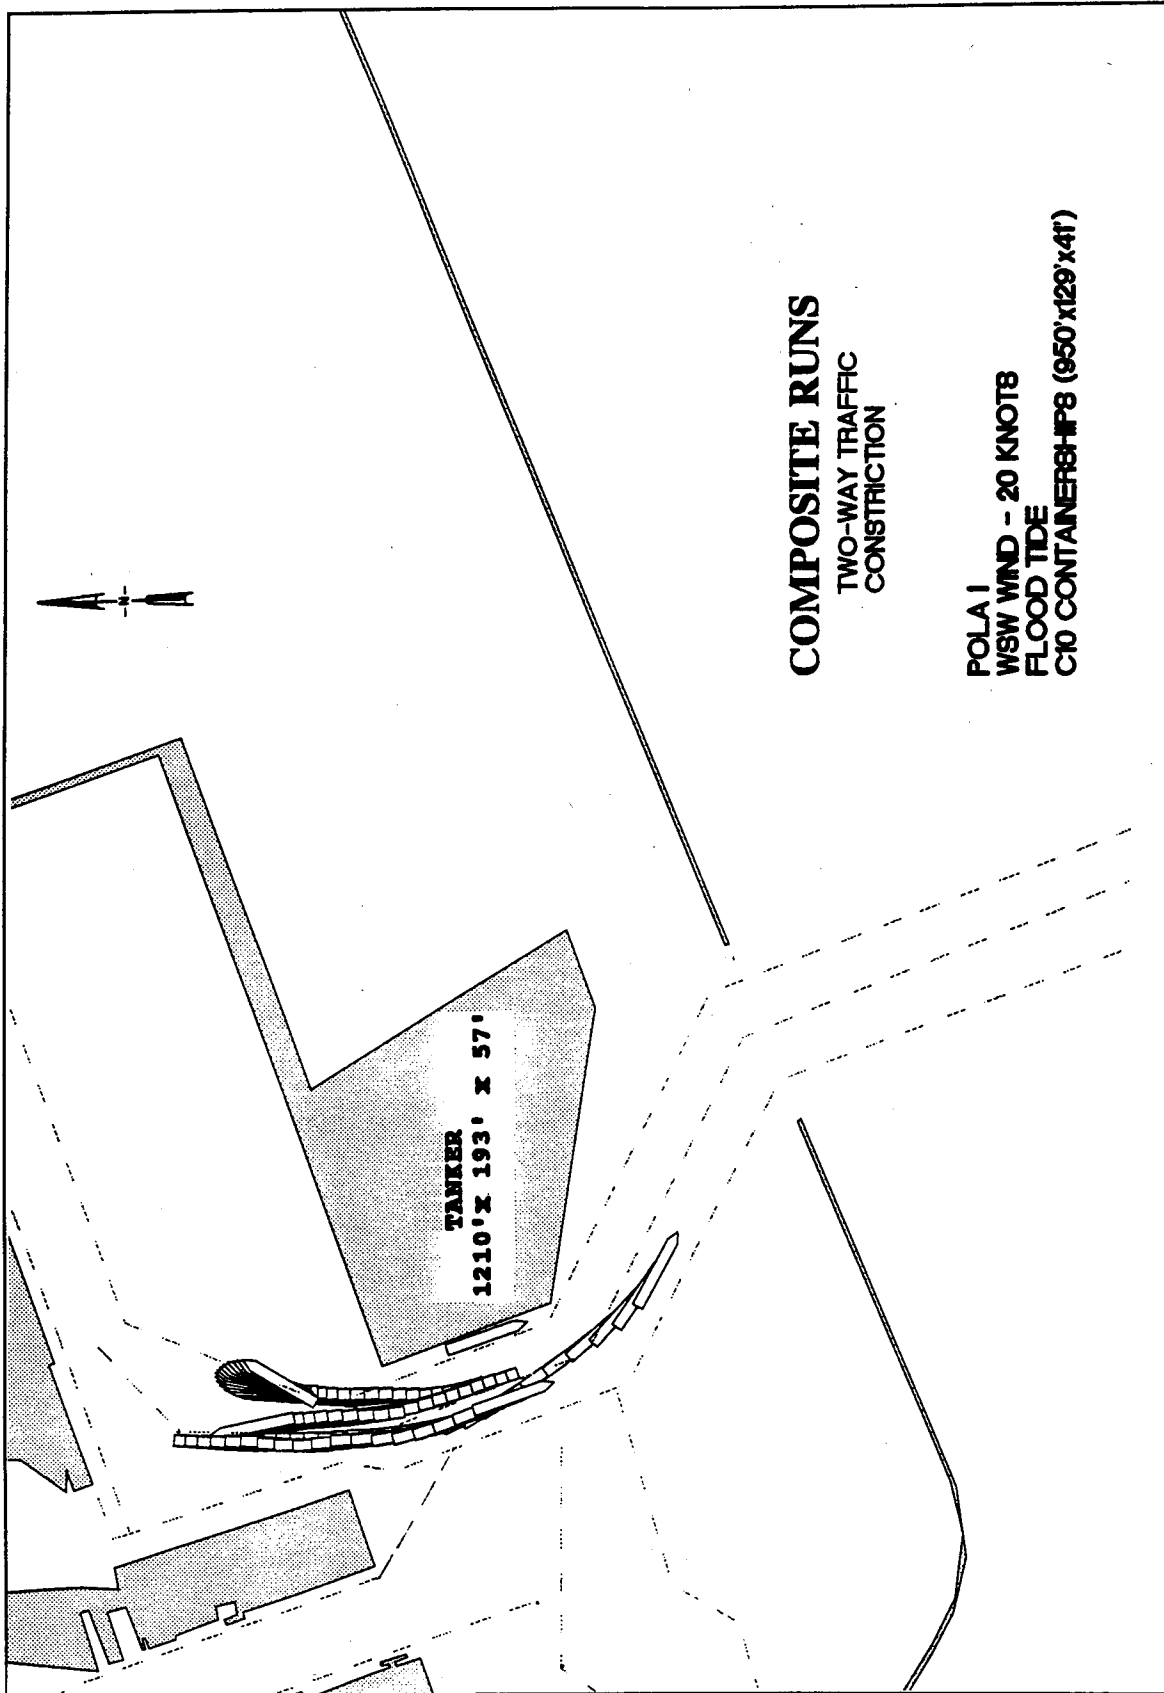 TANKER
1210'X 193' X 57'
N
COMPOSITE RUNS
TWO-WAY TRAFFIC
CONSTRICTION
POLA I
WSW WIND - 20 KNOTS
FLOOD TIDE
C10 CONTAINERSHIPS (950'x129'x41')